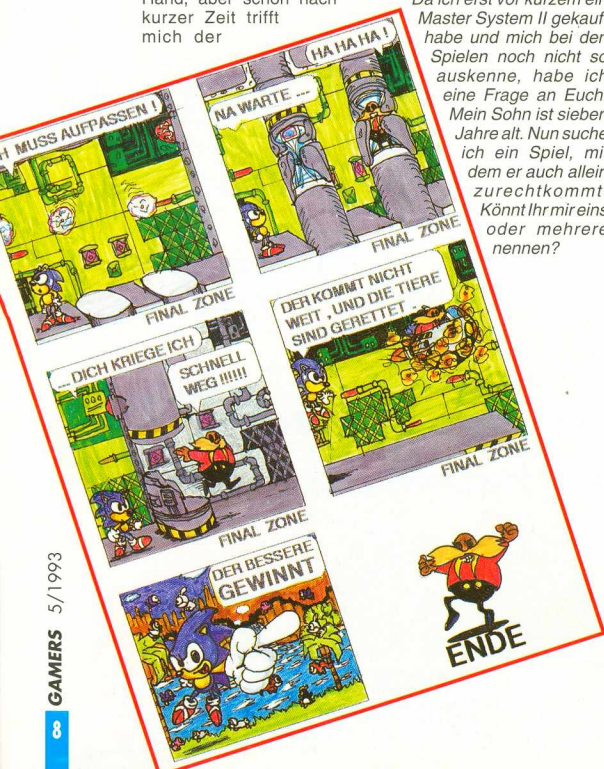 Hand, aber schon nach
kurzer Zeit trifft
mich der
Da ich erst vor kurzem ein
Master System II gekauft
habe und mich bei den
Spielen noch nicht so
auskenne, habe ich
eine Frage an Euch.
Mein Sohn ist sieben
Jahre alt. Nun suche
ich ein Spiel, mit
dem er auch allein
zurechtkommt.
Könnt Ihr mir eins
oder mehrere
nennen?
H MUSS AUFPASSEN !
FINAL ZONE
NA WARTE ---
HA HA HA !
FINAL ZONE
--- DICH KRIEGE ICH
SCHNELL
WEG !!!!!!
FINAL ZONE
DER KOMMT NICHT
WEIT , UND DIE TIERE
SIND GERETTET -
FINAL ZONE
DER BESSERE
GEWINNT
ENDE
8 GAMERS 5/1993